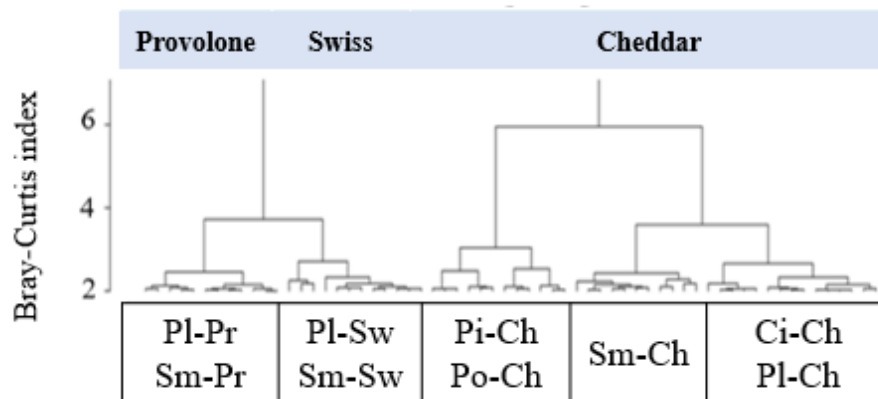 Provolone Swiss Cheddar
Bray-Curtis index
6
4
2
Pl-Pr
Sm-Pr
Pl-Sw
Sm-Sw
Pi-Ch
Po-Ch
Sm-Ch
Ci-Ch
Pl-Ch